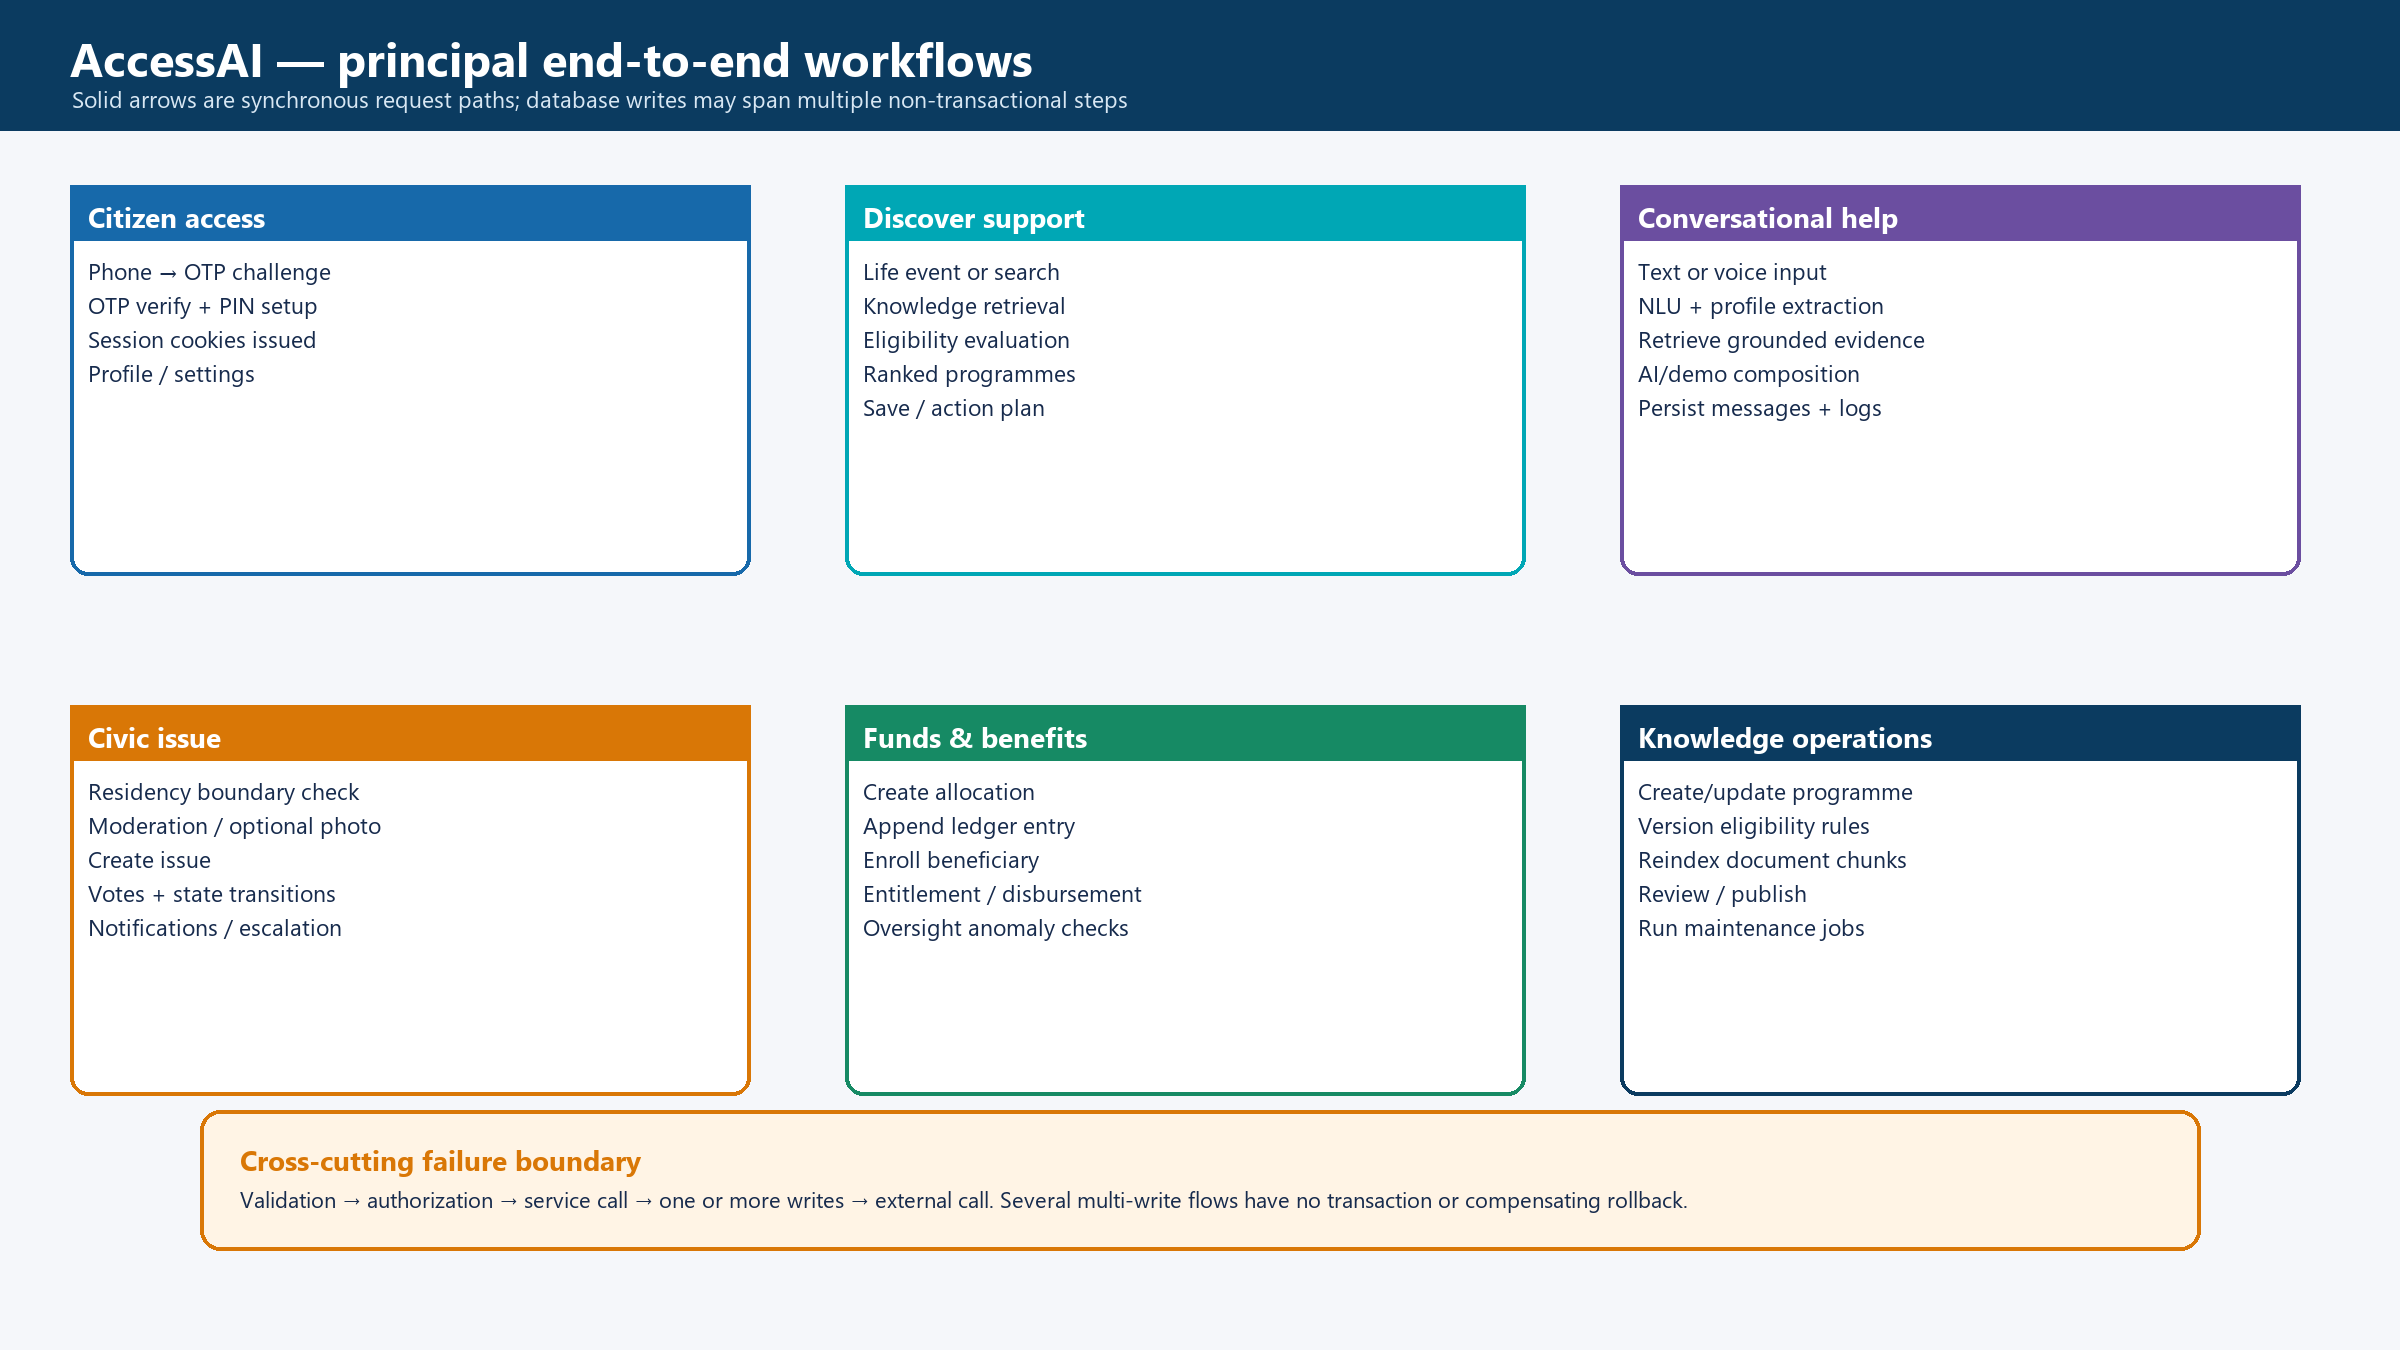 AccessAI — principal end-to-end workflows
Solid arrows are synchronous request paths; database writes may span multiple non-transactional steps
Citizen access
Phone → OTP challenge
OTP verify + PIN setup
Session cookies issued
Profile / settings
Discover support
Life event or search
Knowledge retrieval
Eligibility evaluation
Ranked programmes
Save / action plan
Conversational help
Text or voice input
NLU + profile extraction
Retrieve grounded evidence
AI/demo composition
Persist messages + logs
Civic issue
Residency boundary check
Moderation / optional photo
Create issue
Votes + state transitions
Notifications / escalation
Funds & benefits
Create allocation
Append ledger entry
Enroll beneficiary
Entitlement / disbursement
Oversight anomaly checks
Knowledge operations
Create/update programme
Version eligibility rules
Reindex document chunks
Review / publish
Run maintenance jobs
Cross-cutting failure boundary
Validation → authorization → service call → one or more writes → external call. Several multi-write flows have no transaction or compensating rollback.